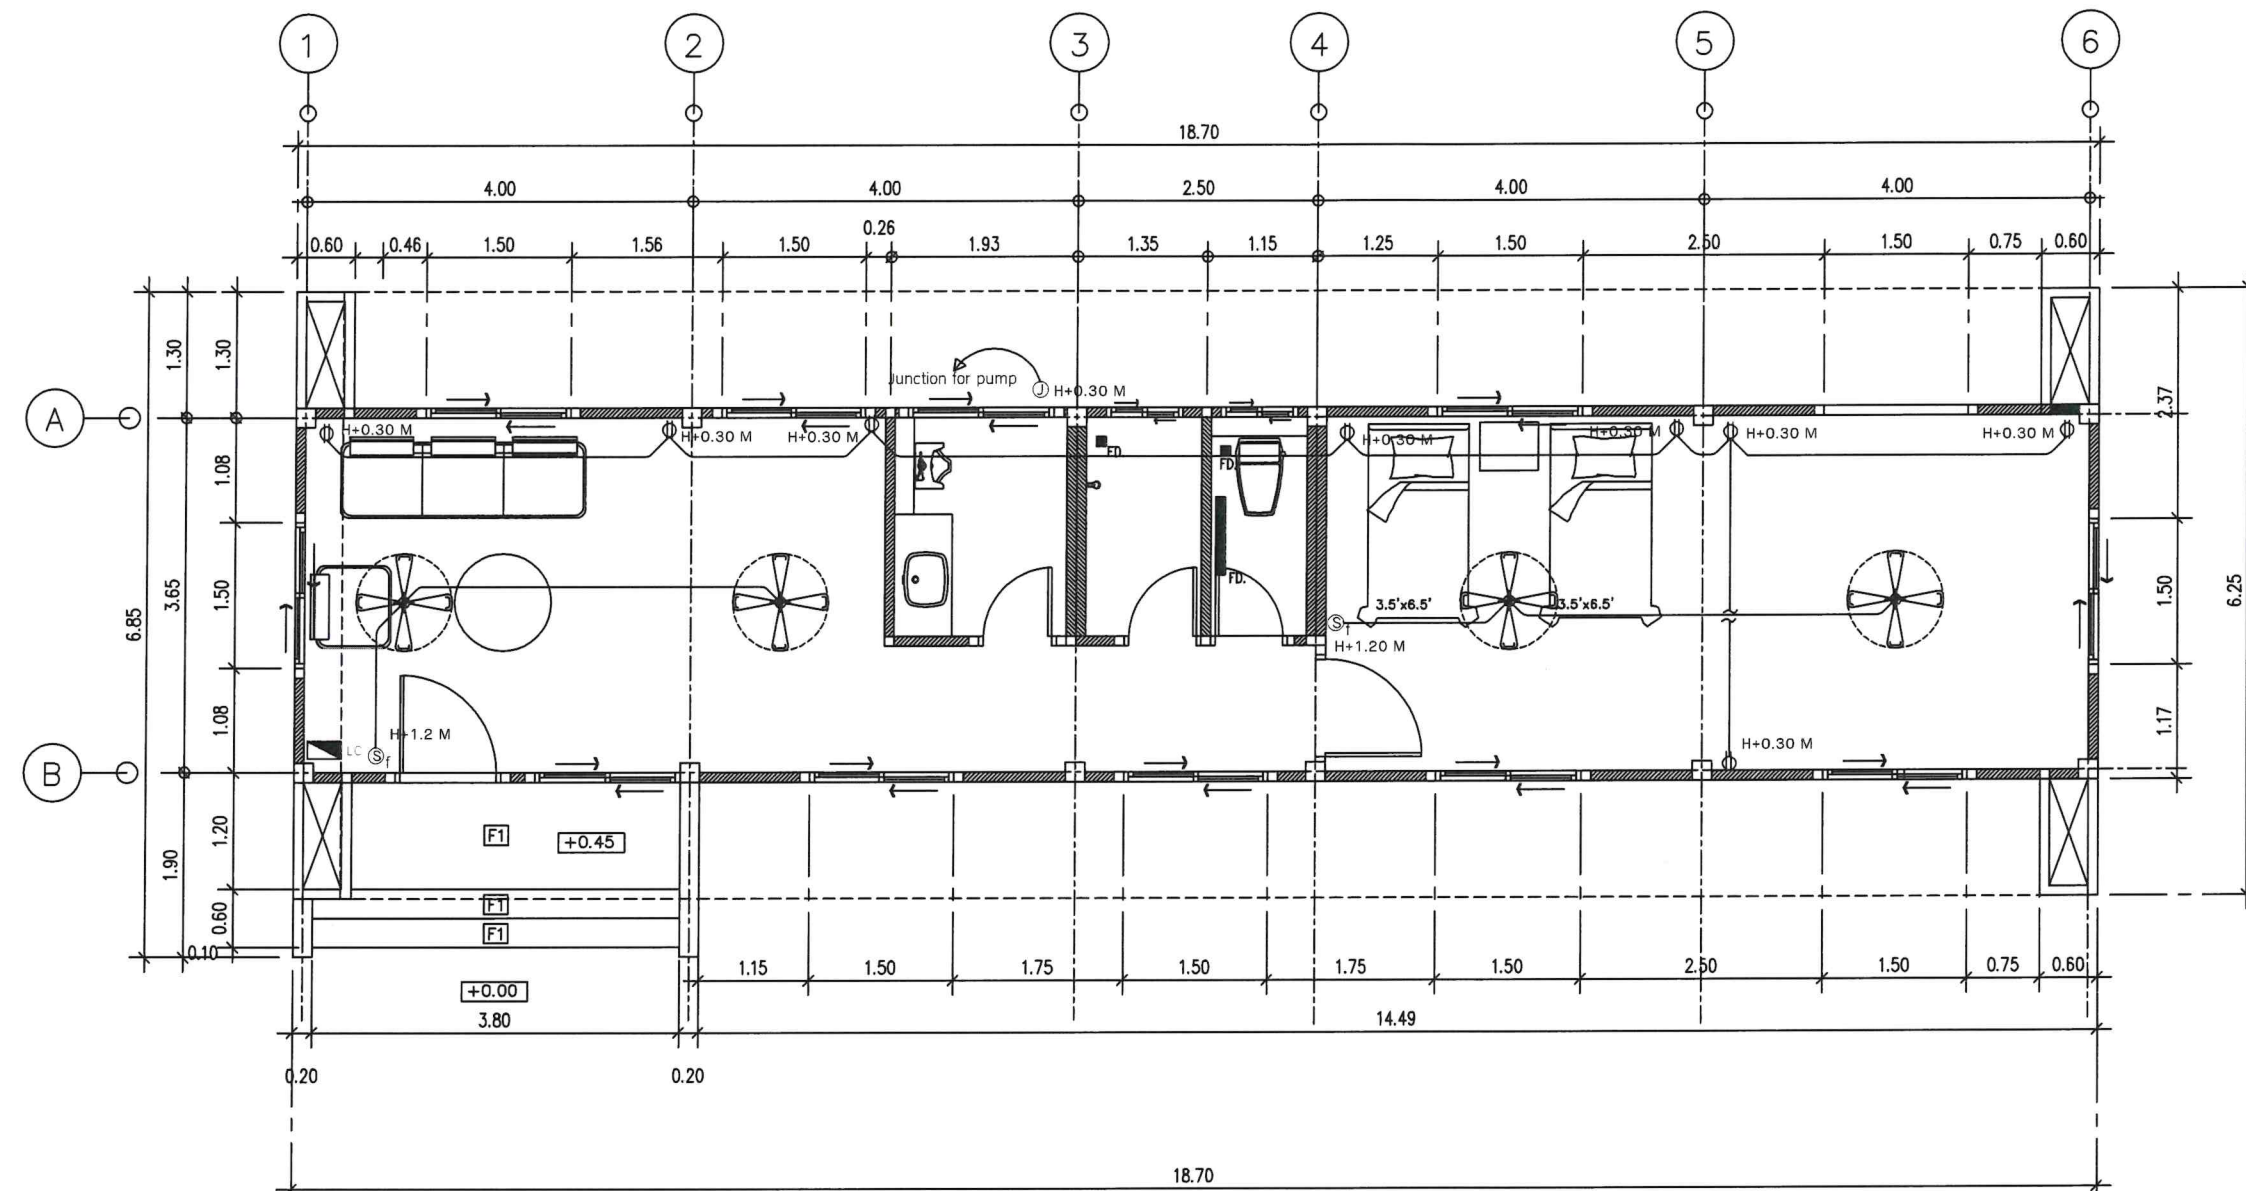 1 2 3 4 5 6
18.70
4.00 4.00 2.50 4.00 4.00
0.26
0.60 0.46 1.50 1.56 1.50 1.93 1.35 1.15 1.25 1.50 2.50 1.50 0.75 0.60
1.30 1.30
Junction for pump J H+0.30 M
A
2.37
H+0.30 M H+0.30 M H+0.30 M H+0.30 M H+0.30 M H+0.30 M H+0.30 M
FD. FD.
1.08
FD.
6.85 3.65 1.50 1.50 6.25
3.5'x6.5' 3.5'x6.5'
Sf
H+1.20 M
1.08 1.17
H+1.2 M
LC Sf
H+0.30 M
B
1.20
F1 +0.45
1.90
F1
0.60
F1
0.10
1.15 1.50 1.75 1.50 1.75 1.50 2.50 1.50 0.75 0.60
+0.00
3.80 14.49
0.20 0.20
18.70